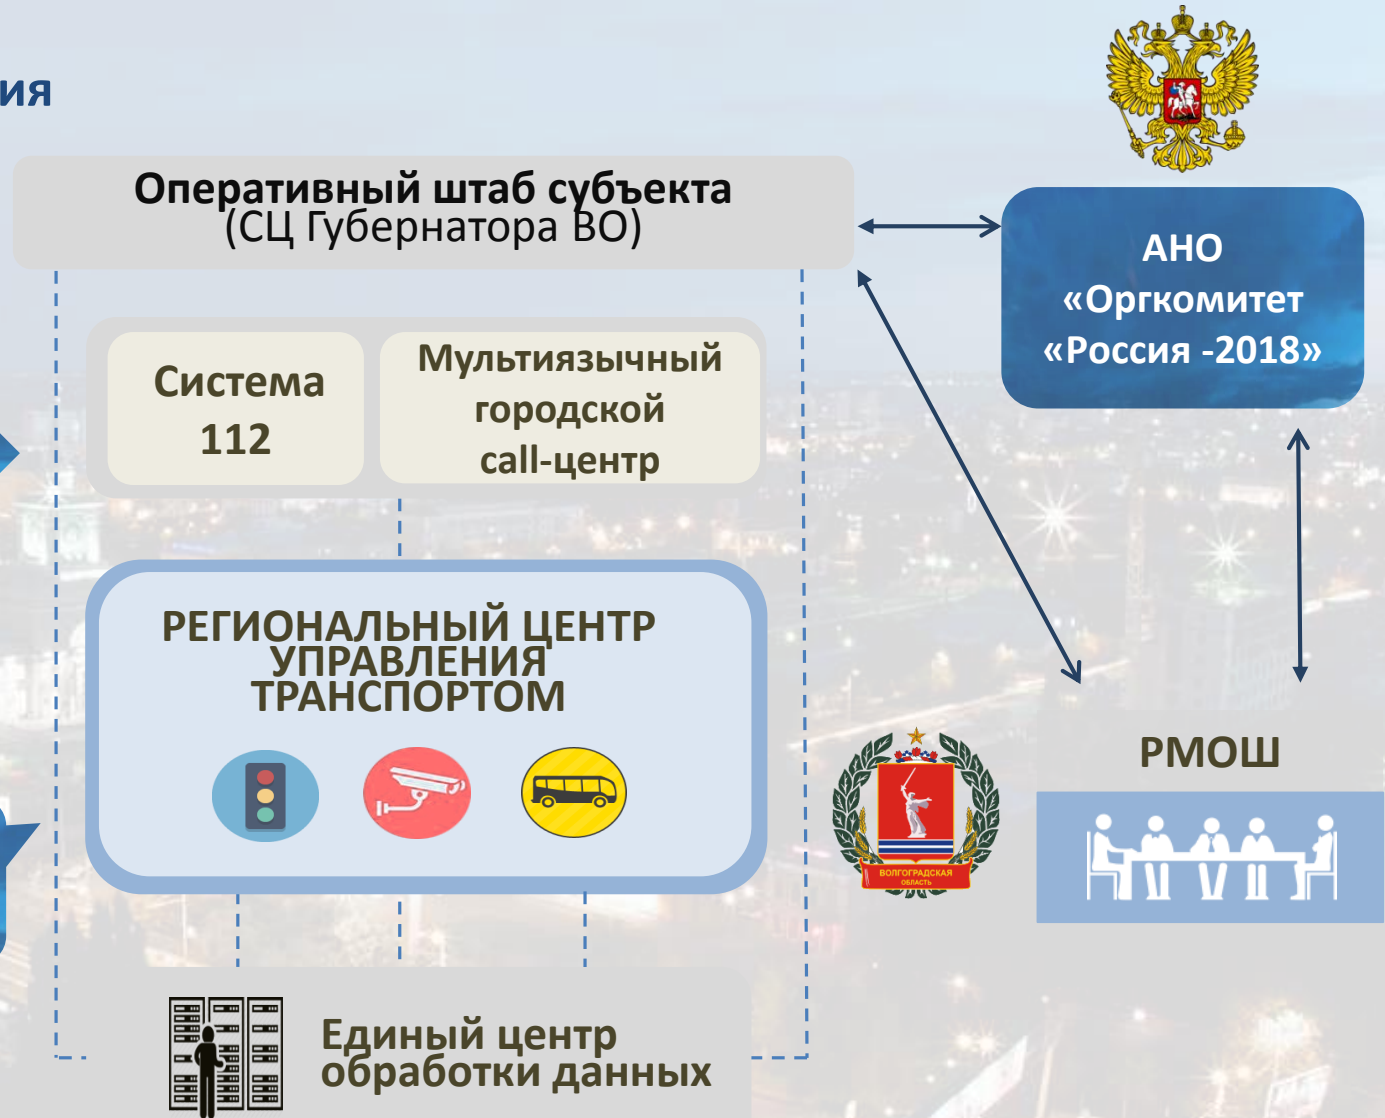 ия
Оперативный штаб субъекта
(СЦ Губернатора ВО)
АНО
«Оргкомитет
«Россия -2018»
Система
112
Мультиязычный
городской
call-центр
РЕГИОНАЛЬНЫЙ ЦЕНТР
УПРАВЛЕНИЯ
ТРАНСПОРТОМ
РМОШ
ВОЛГОГРАДСКАЯ
ОБЛАСТЬ
Единый центр
обработки данных